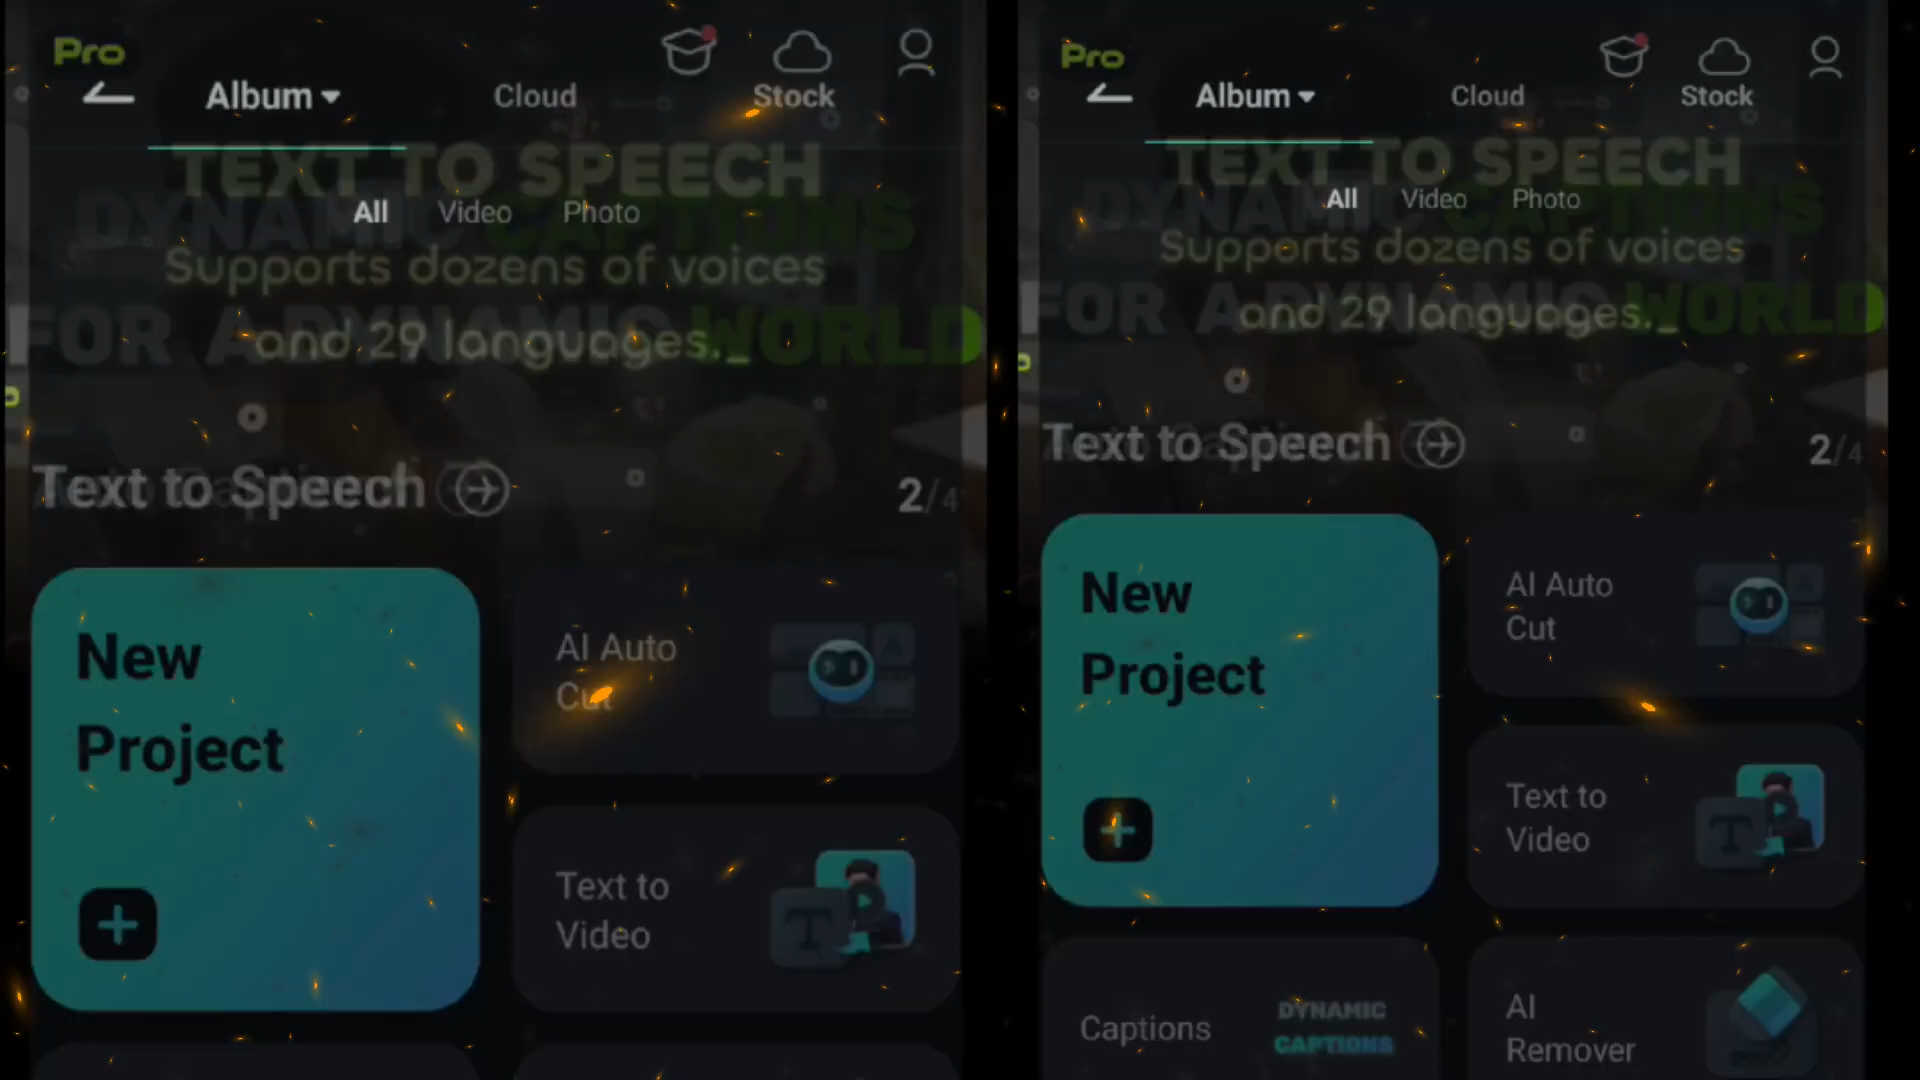 Pro
Album
Cloud
Stock
TEXT TO SPEECH
DYNAMIC CAPTIONS
All
Video
Photo
Supports dozens of voices
FOR A DYNAMIC WORLD
and 29 languages._
Text to Speech
2/4
New
Project
AI Auto
Cut
Text to
Video
Pro
Album
Cloud
Stock
TEXT TO SPEECH
DYNAMIC CAPTIONS
All
Video
Photo
Supports dozens of voices
FOR A DYNAMIC WORLD
and 29 languages._
Text to Speech
2/4
New
Project
AI Auto
Cut
Text to
Video
Captions
DYNAMIC
CAPTIONS
AI
Remover